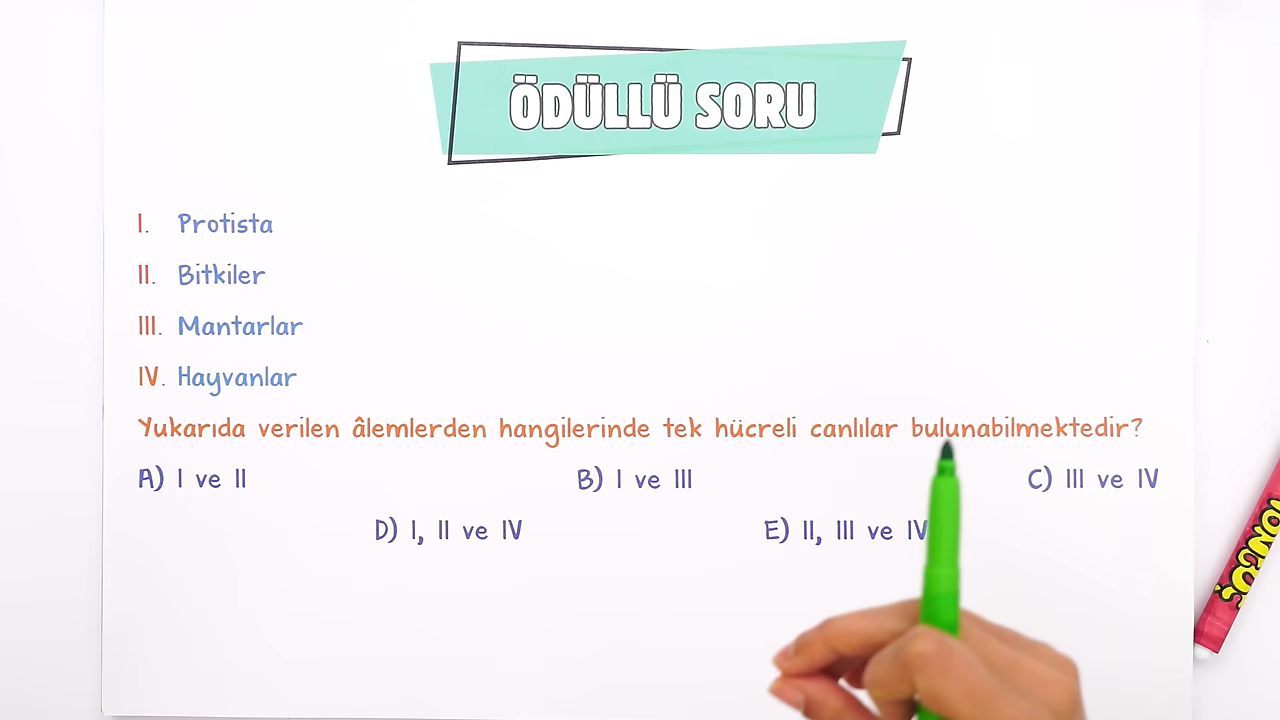 ÖDÜLLÜ SORU
I. Protista
II. Bitkiler
III. Mantarlar
IV. Hayvanlar
Yukarıda verilen âlemlerden hangilerinde tek hücreli canlılar bulunabilmektedir?
A) I ve II B) I ve III C) III ve IV
D) I, II ve IV E) II, III ve IV